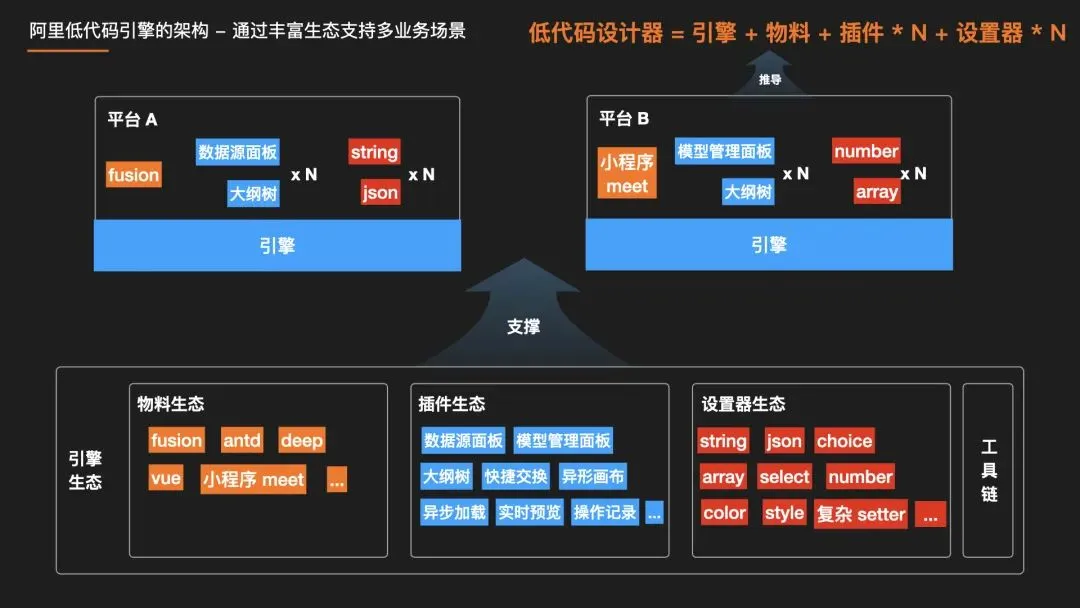 阿里低代码引擎的架构 – 通过丰富生态支持多业务场景
低代码设计器 = 引擎 + 物料 + 插件 * N + 设置器 * N
推导
平台 A
fusion
数据源面板
大纲树
x N
string
json
x N
引擎
平台 B
小程序
meet
模型管理面板
大纲树
x N
number
array
x N
引擎
支撑
引擎
生态
物料生态
fusion antd deep
vue 小程序 meet ...
插件生态
数据源面板 模型管理面板
大纲树 快捷交换 异形画布
异步加载 实时预览 操作记录 ...
设置器生态
string json choice
array select number
color style 复杂 setter ...
工
具
链